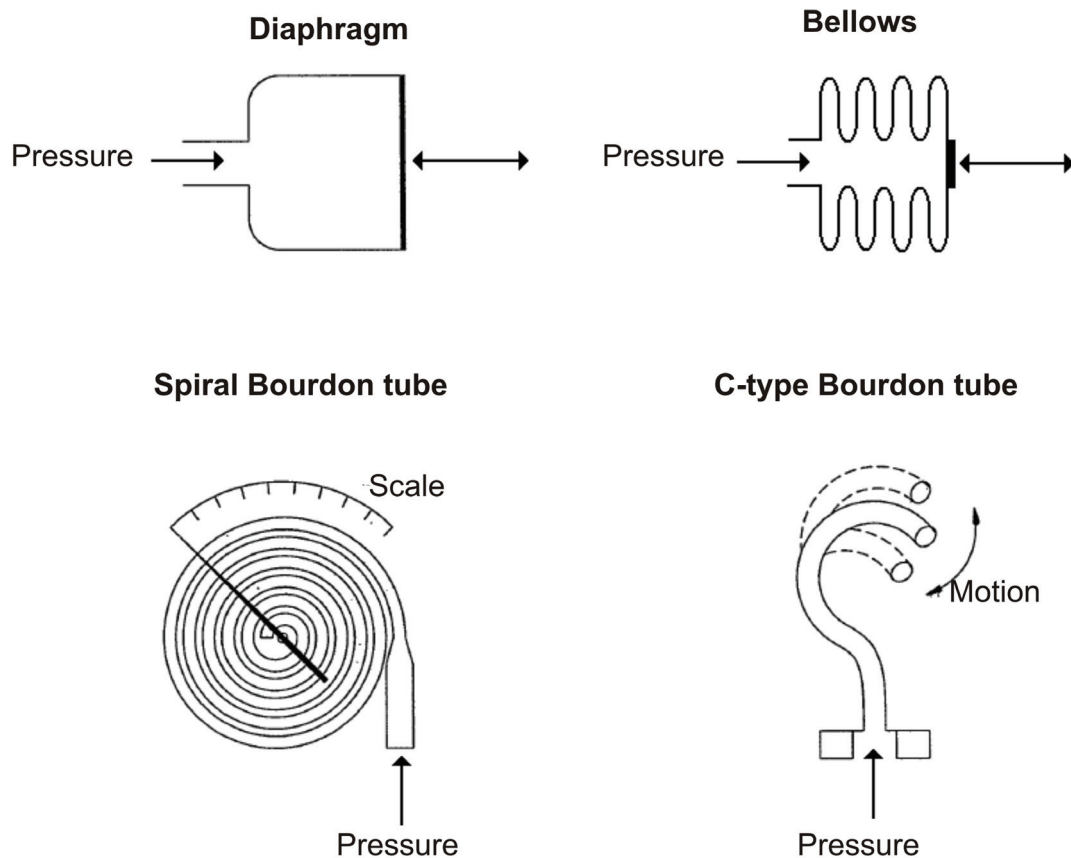 Diaphragm
Bellows
Pressure
Pressure
Spiral Bourdon tube
C-type Bourdon tube
Scale
Motion
Pressure
Pressure